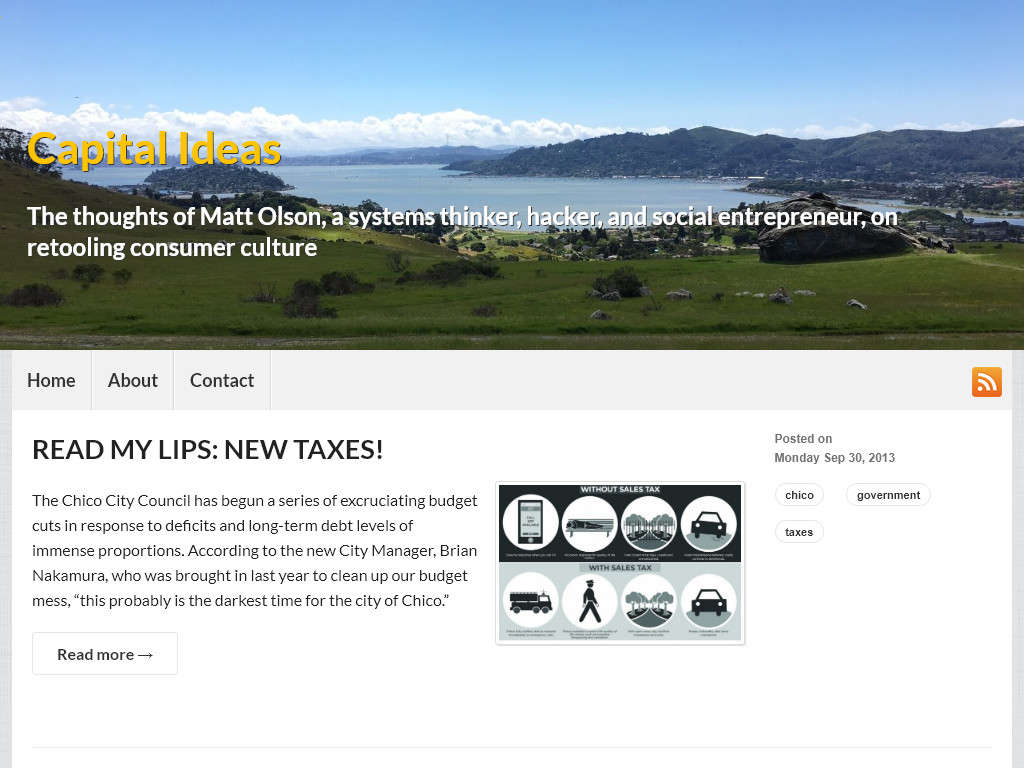 Capital Ideas
The thoughts of Matt Olson, a systems thinker, hacker, and social entrepreneur, on
retooling consumer culture
Home
About
Contact
READ MY LIPS: NEW TAXES!
The Chico City Council has begun a series of excruciating budget
cuts in response to deficits and long-term debt levels of
immense proportions. According to the new City Manager, Brian
Nakamura, who was brought in last year to clean up our budget
mess, “this probably is the darkest time for the city of Chico.”
Read more →
WITHOUT SALES TAX
WITH SALES TAX
Posted on
Monday Sep 30, 2013
chico
government
taxes